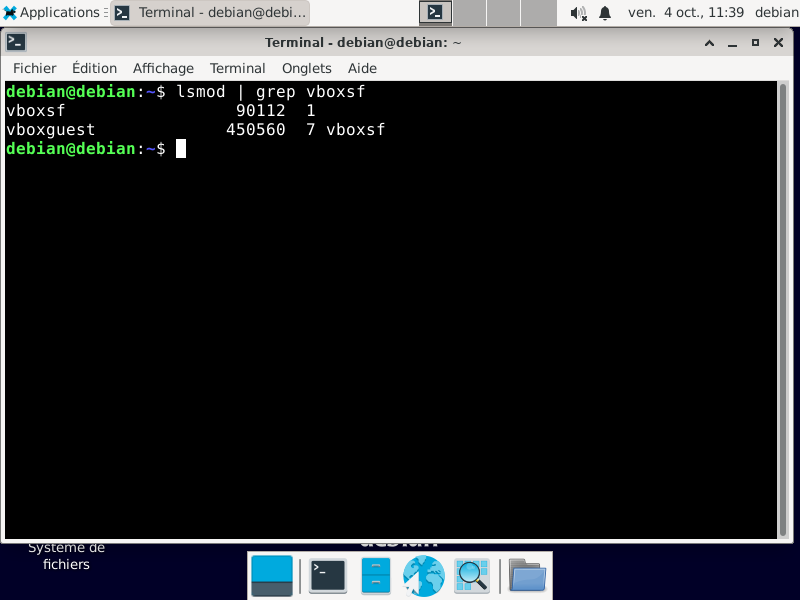 Applications
Terminal - debian@debi...
ven. 4 oct., 11:39
debian
Terminal - debian@debian: ~
Fichier Édition Affichage Terminal Onglets Aide
debian@debian:~$ lsmod | grep vboxsf
vboxsf                 90112  1
vboxguest             450560  7 vboxsf
debian@debian:~$
Système de
fichiers